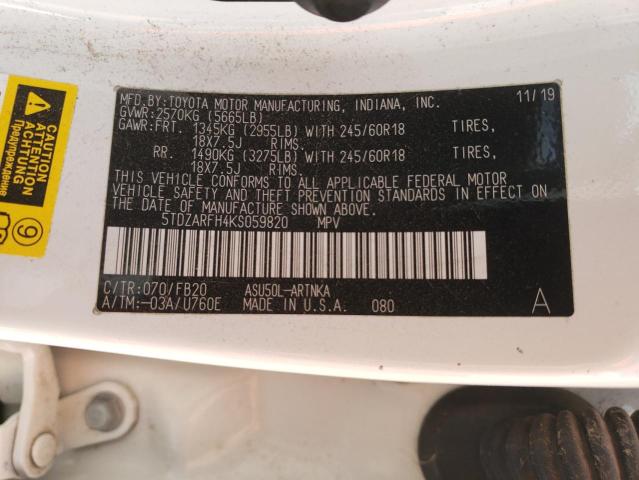 MFD.BY:TOYOTA MOTOR MANUFACTURING, INDIANA, INC. 11/19
GVWR:2570KG (5665LB)
GAWR:FRT. 1345KG (2955LB) WITH 245/60R18 TIRES,
18X7.5J RIMS.
RR. 1490KG (3275LB) WITH 245/60R18 TIRES,
18X7.5J RIMS.
THIS VEHICLE CONFORMS TO ALL APPLICABLE FEDERAL MOTOR
VEHICLE SAFETY AND THEFT PREVENTION STANDARDS IN EFFECT ON
THE DATE OF MANUFACTURE SHOWN ABOVE.
5TDZARFH4KS059820 MPV
C/TR:070/FB20 ASU50L-ARTNKA
A/TM:-03A/U760E MADE IN U.S.A. 080 A
ATTENTION
ACHTUNG
Предупреждение
9